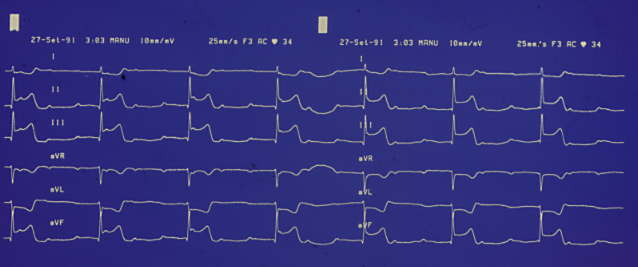 27-Set-91 3:03 MANU 10mm/mV 25mm/s F3 AC ♥ 34
27-Set-91 3:03 MANU 10mm/mV 25mm/s F3 AC ♥ 34
I
I
II
III
aVR
aVR
aVL
aVL
aVF
aVF